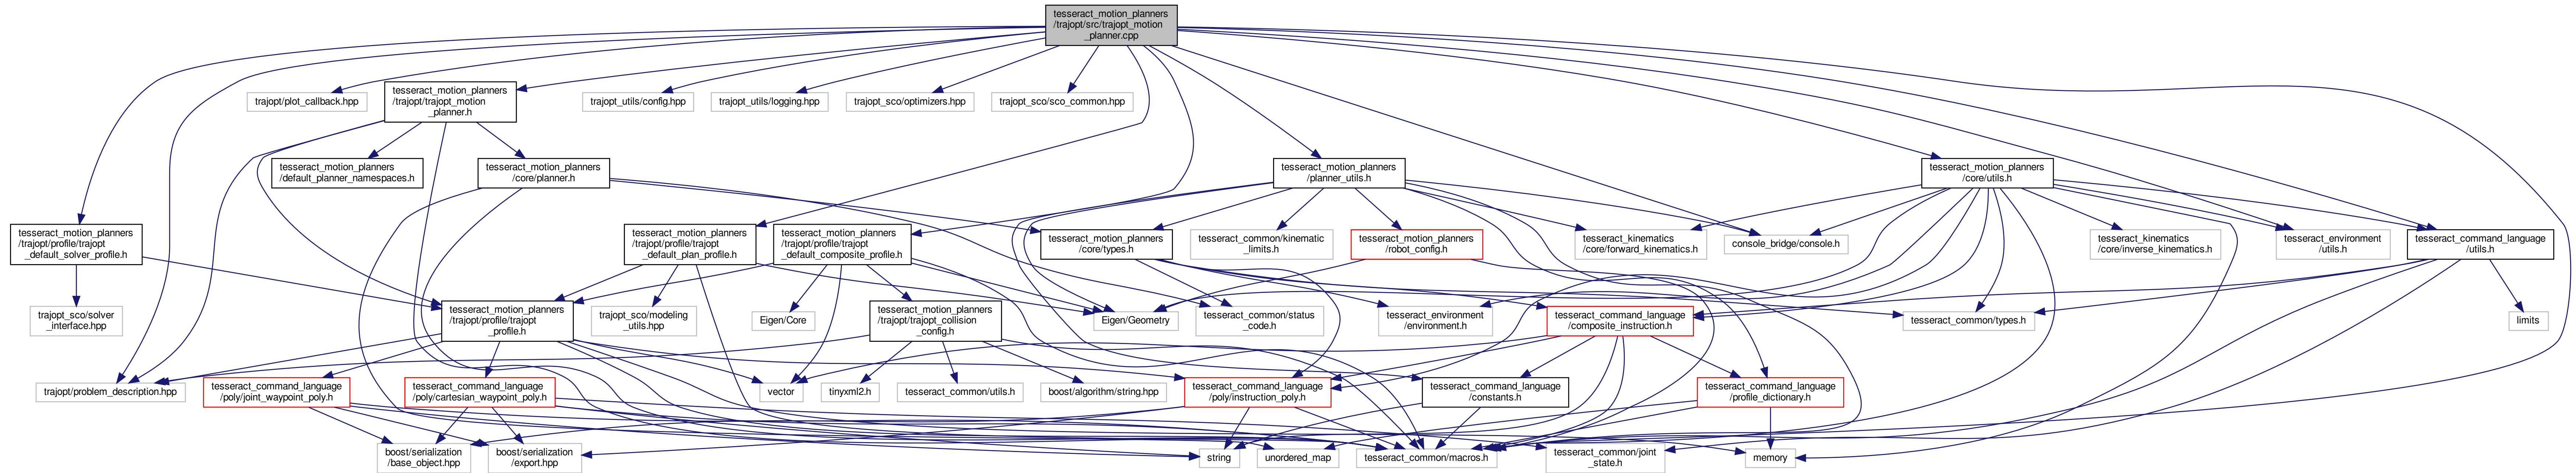 tesseract_motion_planners
/trajopt/src/trajopt_motion
_planner.cpp
trajopt/plot_callback.hpp
tesseract_motion_planners
/trajopt/trajopt_motion
_planner.h
trajopt_utils/config.hpp
trajopt_utils/logging.hpp
trajopt_sco/optimizers.hpp
trajopt_sco/sco_common.hpp
tesseract_motion_planners
/default_planner_namespaces.h
tesseract_motion_planners
/core/planner.h
tesseract_motion_planners
/planner_utils.h
tesseract_motion_planners
/core/utils.h
tesseract_motion_planners
/trajopt/profile/trajopt
_default_solver_profile.h
tesseract_motion_planners
/trajopt/profile/trajopt
_default_plan_profile.h
tesseract_motion_planners
/trajopt/profile/trajopt
_default_composite_profile.h
tesseract_motion_planners
/core/types.h
tesseract_common/kinematic
_limits.h
tesseract_motion_planners
/robot_config.h
tesseract_kinematics
/core/forward_kinematics.h
console_bridge/console.h
tesseract_kinematics
/core/inverse_kinematics.h
tesseract_environment
/utils.h
tesseract_command_language
/utils.h
trajopt_sco/solver
_interface.hpp
tesseract_motion_planners
/trajopt/profile/trajopt
_profile.h
trajopt_sco/modeling
_utils.hpp
Eigen/Core
tesseract_motion_planners
/trajopt/trajopt_collision
_config.h
Eigen/Geometry
tesseract_common/status
_code.h
tesseract_environment
/environment.h
tesseract_command_language
/composite_instruction.h
tesseract_common/types.h
limits
trajopt/problem_description.hpp
tesseract_command_language
/poly/joint_waypoint_poly.h
tesseract_command_language
/poly/cartesian_waypoint_poly.h
vector
tinyxml2.h
tesseract_common/utils.h
boost/algorithm/string.hpp
tesseract_command_language
/poly/instruction_poly.h
tesseract_command_language
/constants.h
tesseract_command_language
/profile_dictionary.h
boost/serialization
/base_object.hpp
boost/serialization
/export.hpp
string
unordered_map
tesseract_common/macros.h
tesseract_common/joint
_state.h
memory